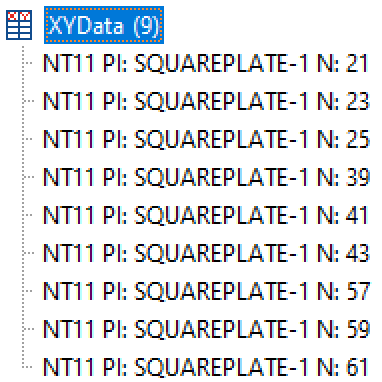 XYData (9)
NT11 PI: SQUAREPLATE-1 N: 21
NT11 PI: SQUAREPLATE-1 N: 23
NT11 PI: SQUAREPLATE-1 N: 25
NT11 PI: SQUAREPLATE-1 N: 39
NT11 PI: SQUAREPLATE-1 N: 41
NT11 PI: SQUAREPLATE-1 N: 43
NT11 PI: SQUAREPLATE-1 N: 57
NT11 PI: SQUAREPLATE-1 N: 59
NT11 PI: SQUAREPLATE-1 N: 61